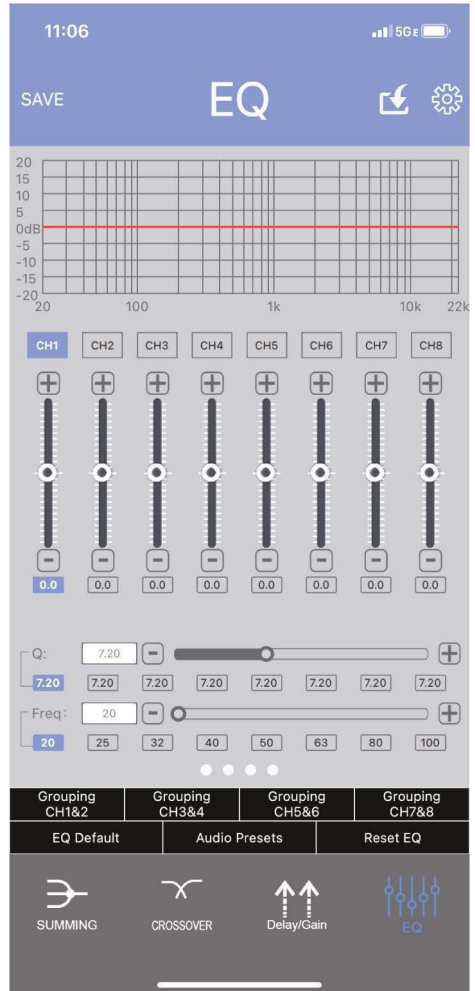 11:06 5G E
SAVE EQ
20
15
10
5
0dB
-5
-10
-15
-20
20 100 1k 10k 22k
CH1 CH2 CH3 CH4 CH5 CH6 CH7 CH8
0.0 0.0 0.0 0.0 0.0 0.0 0.0 0.0
Q: 7.20
7.20 7.20 7.20 7.20 7.20 7.20 7.20 7.20
Freq: 20
20 25 32 40 50 63 80 100
Grouping Grouping Grouping Grouping
CH1&2 CH3&4 CH5&6 CH7&8
EQ Default Audio Presets Reset EQ
SUMMING CROSSOVER Delay/Gain EQ